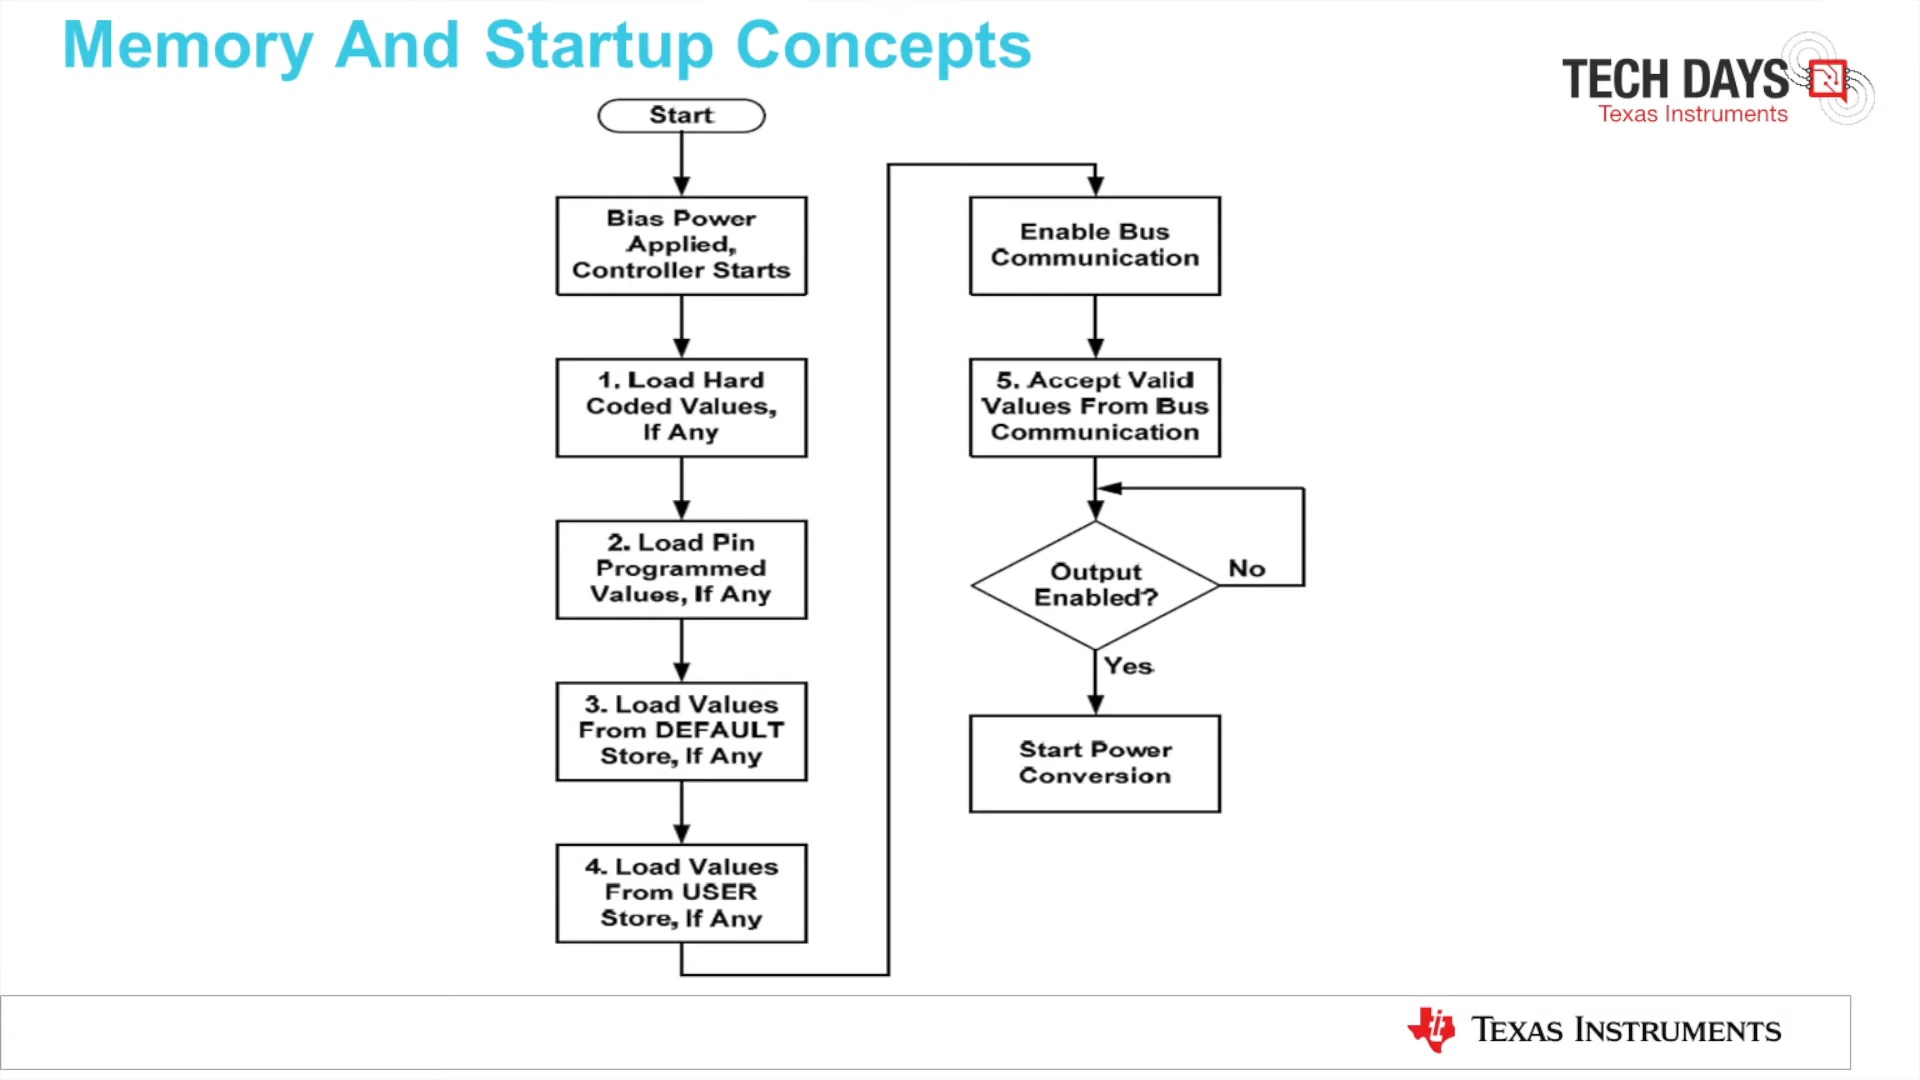 Memory And Startup Concepts
TECH DAYS
Texas Instruments
Start
Bias Power
Applied,
Controller Starts
1. Load Hard
Coded Values,
If Any
2. Load Pin
Programmed
Values, If Any
3. Load Values
From DEFAULT
Store, If Any
4. Load Values
From USER
Store, If Any
Enable Bus
Communication
5. Accept Valid
Values From Bus
Communication
Output
Enabled?
No
Yes
Start Power
Conversion
TEXAS INSTRUMENTS